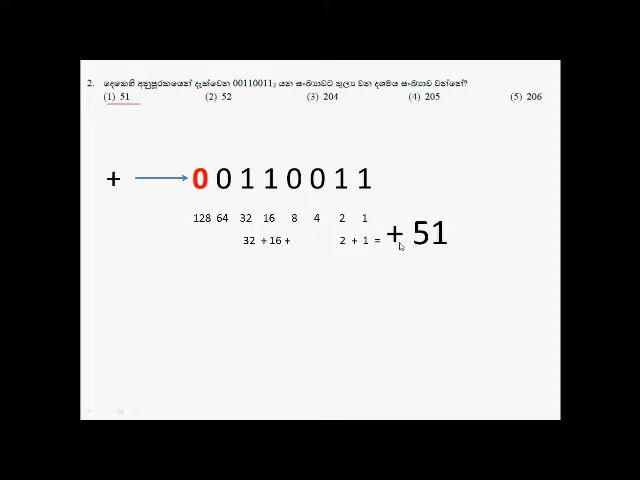 2. දෙකෙහි අනුපූරකයෙන් දැක්වෙන 00110011₂ යන සංඛ්‍යාවට තුල්‍ය වන දශමය සංඛ්‍යාව වන්නේ?
(1) 51 (2) 52 (3) 204 (4) 205 (5) 206
+ 0 0 1 1 0 0 1 1
128 64 32 16 8 4 2 1
32 + 16 + 2 + 1 = + 51